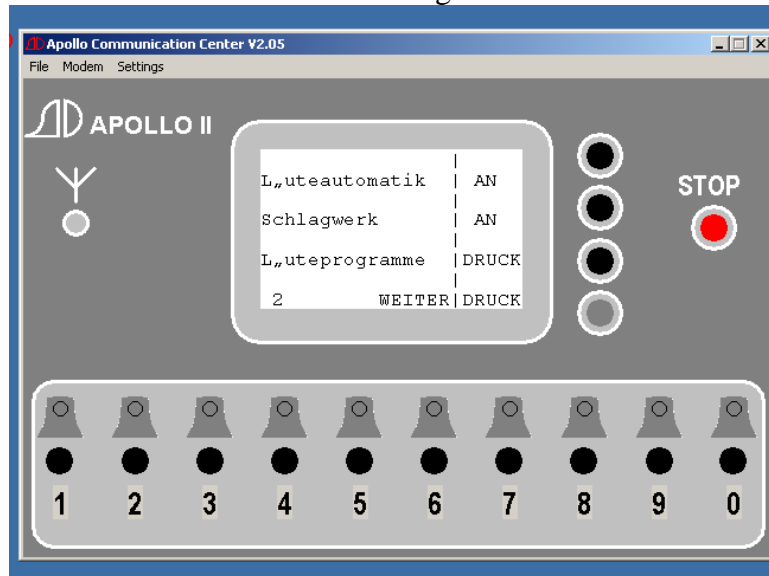 Apollo Communication Center V2.05
File Modem Settings
APOLLO II
L„uteautomatik | AN
Schlagwerk | AN
L„uteprogramme |DRUCK
2 WEITER|DRUCK
STOP
1 2 3 4 5 6 7 8 9 0